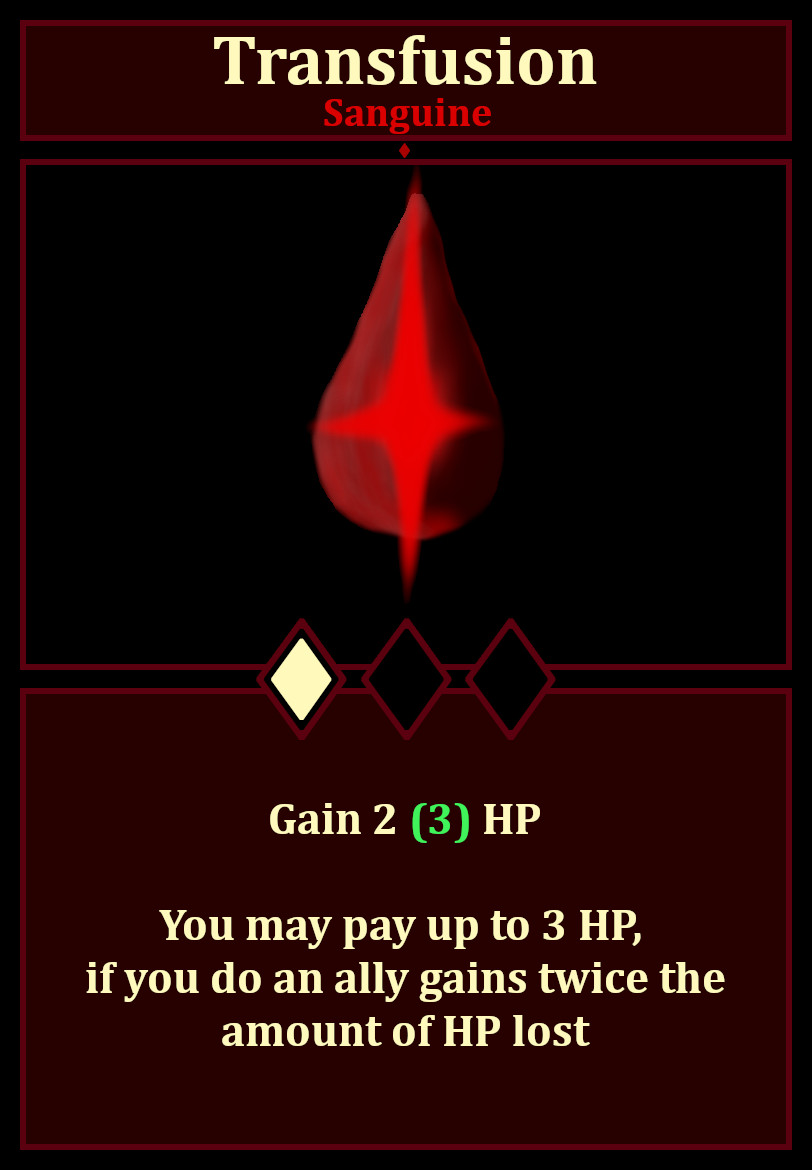 Transfusion
Sanguine
Gain 2 (3) HP
You may pay up to 3 HP,
if you do an ally gains twice the
amount of HP lost